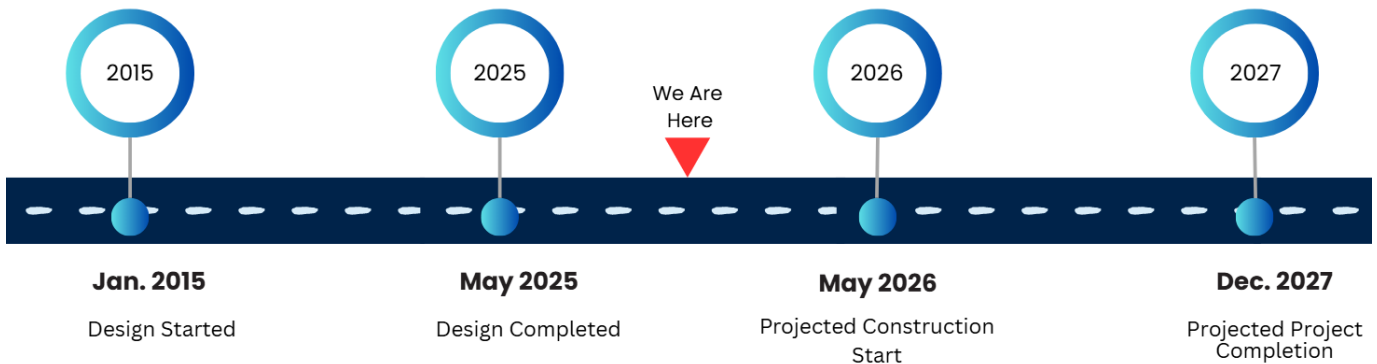 2015
2025
We Are
Here
2026
2027
Jan. 2015
May 2025
May 2026
Dec. 2027
Design Started
Design Completed
Projected Construction
Start
Projected Project
Completion